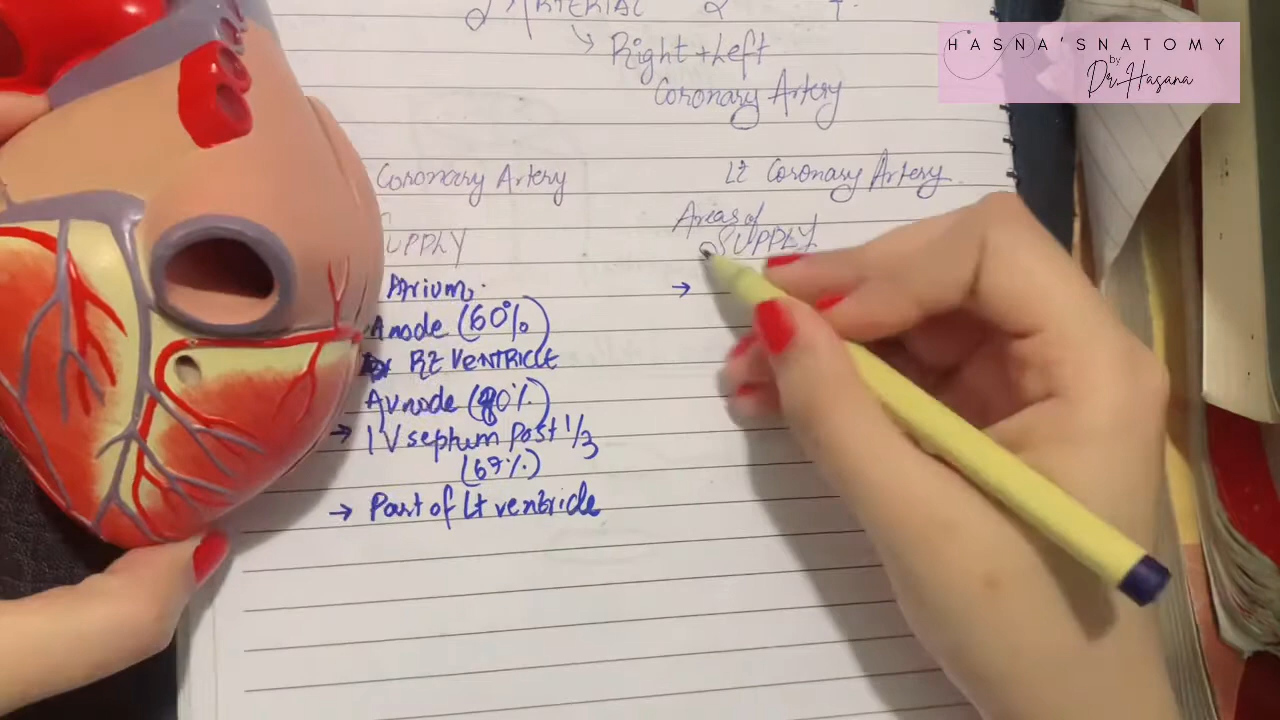 ARTERIAL
Right + Left
Coronary Artery
HASNA'SNATOMY
by
Dr. Hasana
Coronary Artery
Lt Coronary Artery
Areas of
SUPPLY
SUPPLY
→ Atrium
A node (60%)
Rt VENTRICLE
AV node (80%)
→ IV septum Post 1/3
(67%)
→ Part of Lt ventricle